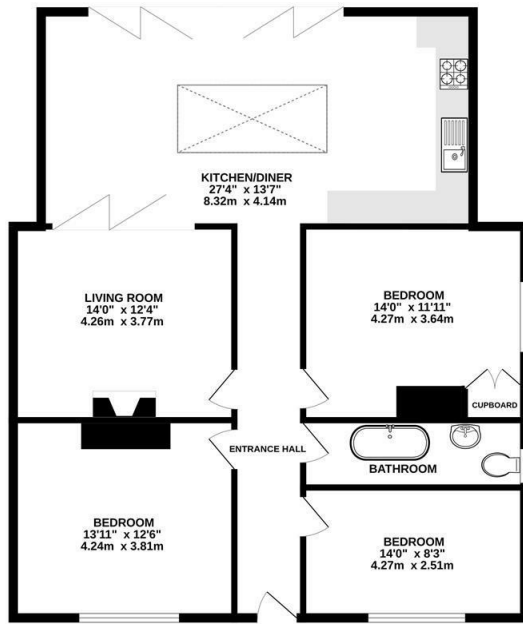 KITCHEN/DINER
27'4" x 13'7"
8.32m x 4.14m
LIVING ROOM
14'0" x 12'4"
4.26m x 3.77m
BEDROOM
14'0" x 11'11"
4.27m x 3.64m
CUPBOARD
ENTRANCE HALL
BATHROOM
BEDROOM
13'11" x 12'6"
4.24m x 3.81m
BEDROOM
14'0" x 8'3"
4.27m x 2.51m